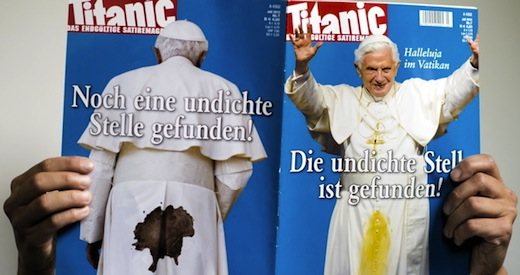 Titanic
DAS ENDGÜLTIGE SATIREMAGAZIN
Noch eine undichte
Stelle gefunden!
Titanic
DAS ENDGÜLTIGE SATIREMAG
Halleluja
im Vatikan
Die undichte Stell
ist gefunden!